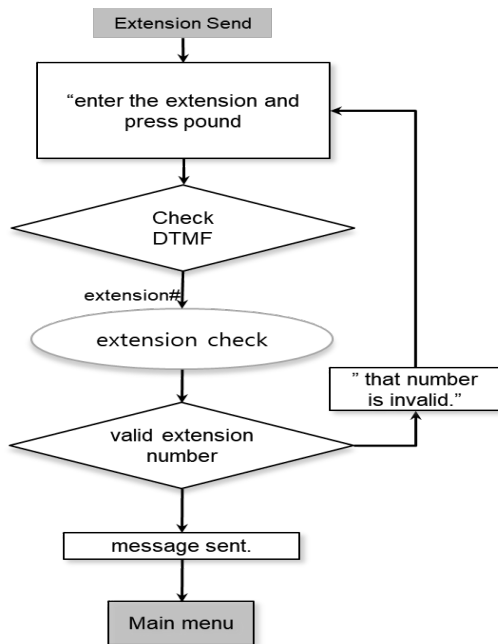 Extension Send
“enter the extension and
press pound
Check
DTMF
extension#
extension check
” that number
is invalid.”
valid extension
number
message sent.
Main menu